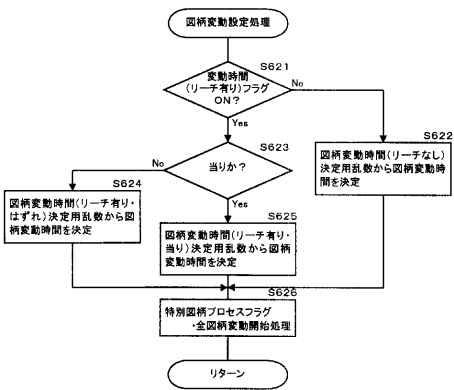 図柄変動設定処理
S621
変動時間
(リーチ有り)フラグ
ON?
No
Yes
S622
図柄変動時間(リーチなし)
決定用乱数から図柄変動時
間を決定
S623
当りか?
No
Yes
S624
図柄変動時間(リーチ有り・
はずれ)決定用乱数から図
柄変動時間を決定
S625
図柄変動時間(リーチ有り・
当り)決定用乱数から図柄
変動時間を決定
S626
特別図柄プロセスフラグ
・全図柄変動開始処理
リターン